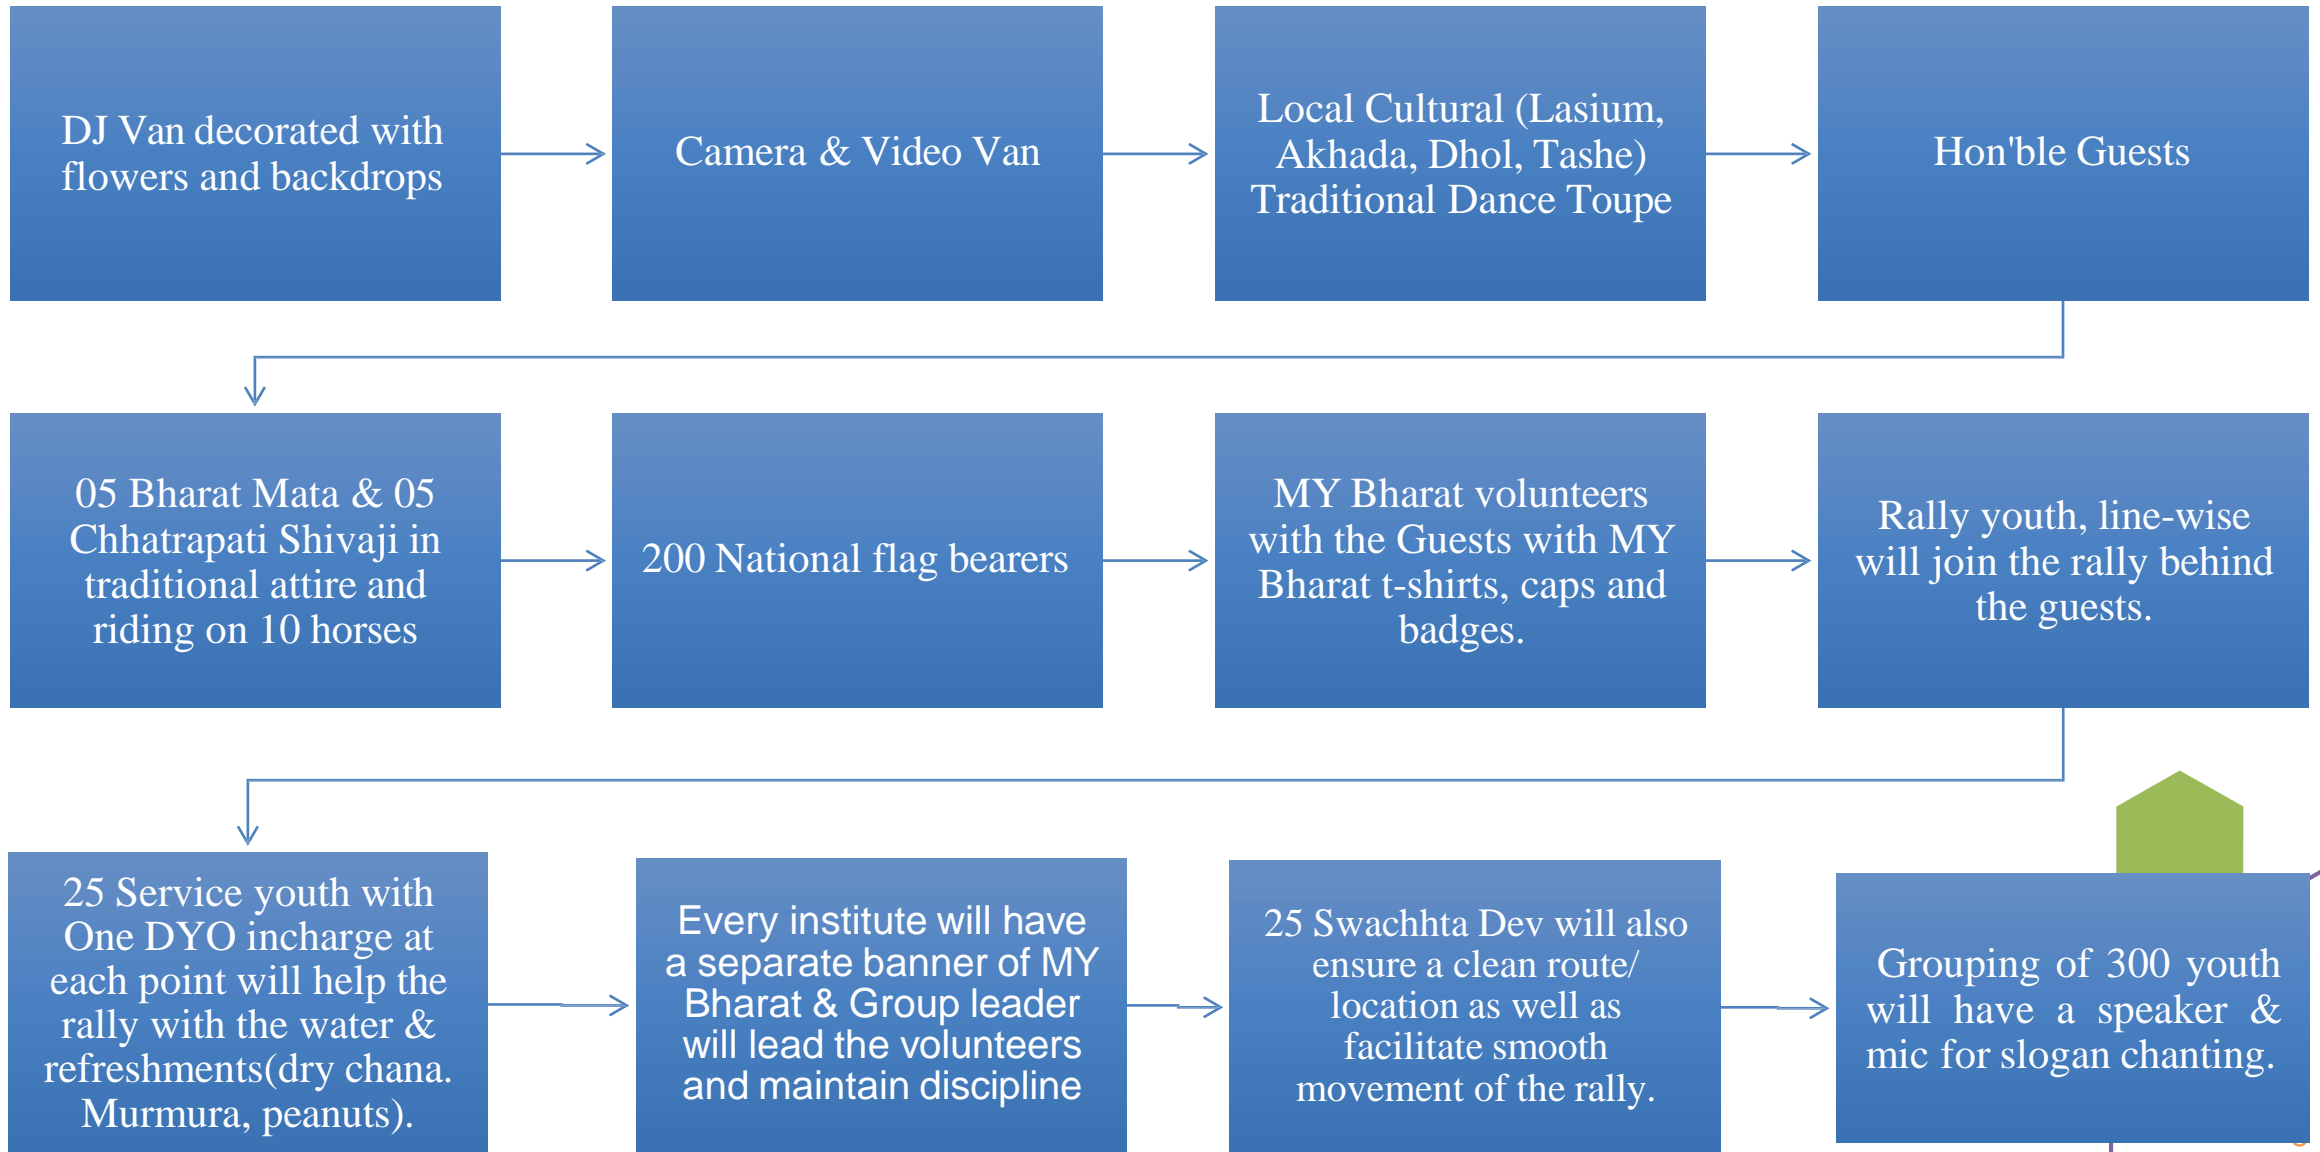 DJ Van decorated with
flowers and backdrops
Camera & Video Van
Local Cultural (Lasium,
Akhada, Dhol, Tashe)
Traditional Dance Toupe
Hon'ble Guests
05 Bharat Mata & 05
Chhatrapati Shivaji in
traditional attire and
riding on 10 horses
200 National flag bearers
MY Bharat volunteers
with the Guests with MY
Bharat t-shirts, caps and
badges.
Rally youth, line-wise
will join the rally behind
the guests.
25 Service youth with
One DYO incharge at
each point will help the
rally with the water &
refreshments(dry chana.
Murmura, peanuts).
Every institute will have
a separate banner of MY
Bharat & Group leader
will lead the volunteers
and maintain discipline
25 Swachhta Dev will also
ensure a clean route/
location as well as
facilitate smooth
movement of the rally.
Grouping of 300 youth
will have a speaker &
mic for slogan chanting.